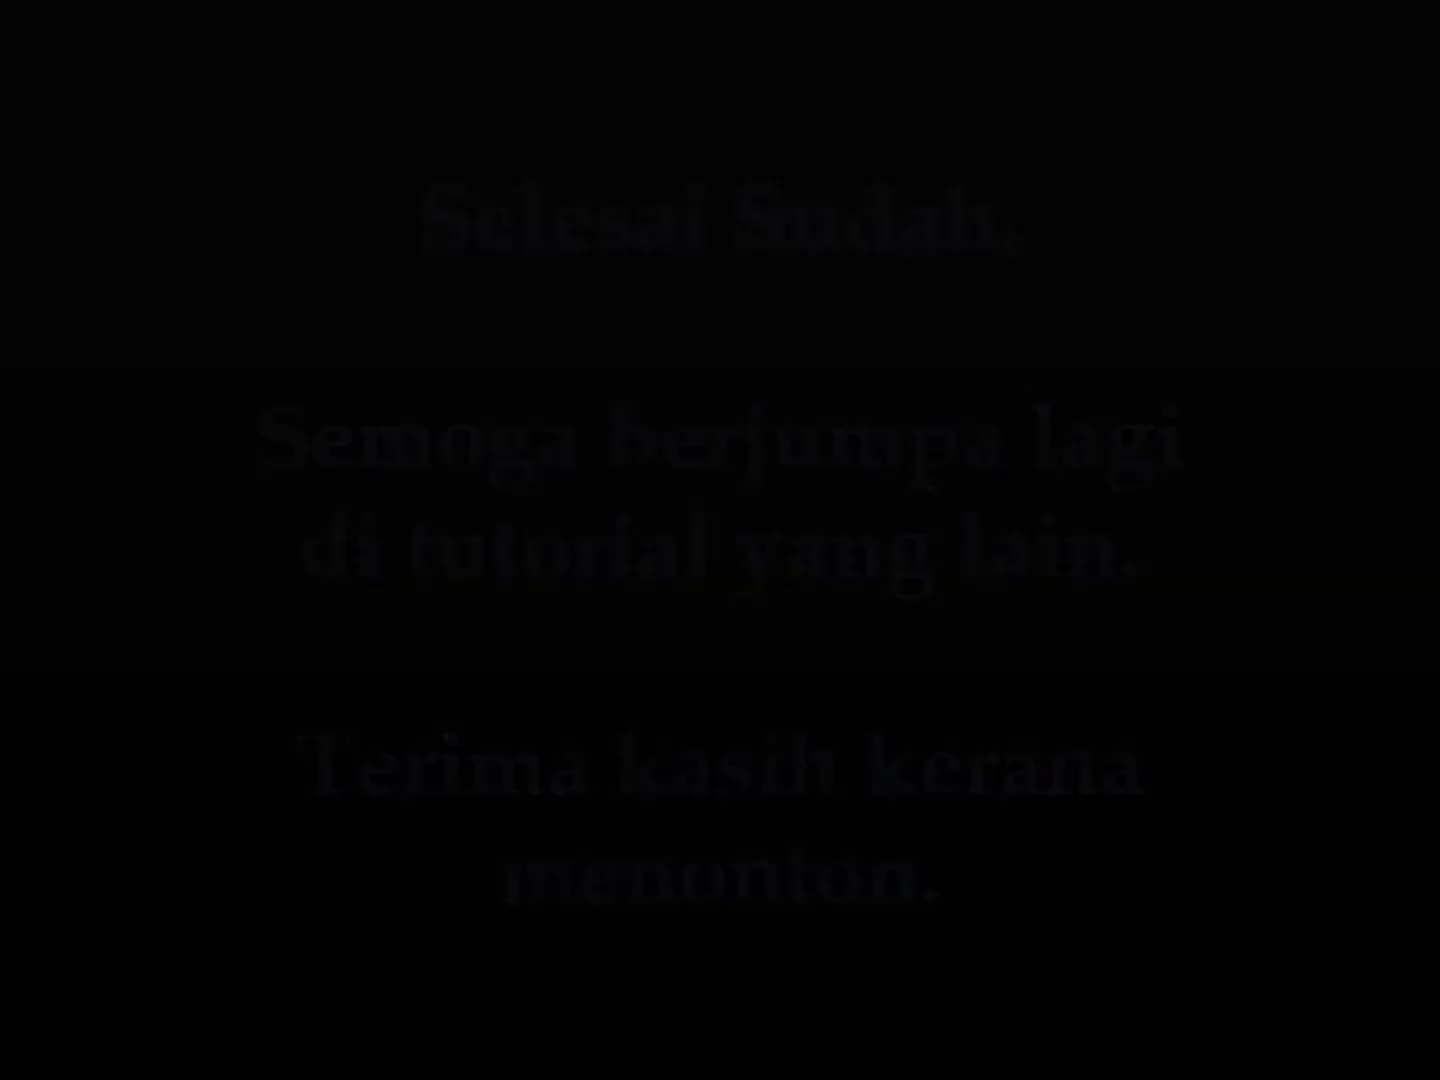 Selesai Sudah.
Semoga berjumpa lagi
di tutorial yang lain.
Terima kasih kerana
menonton.